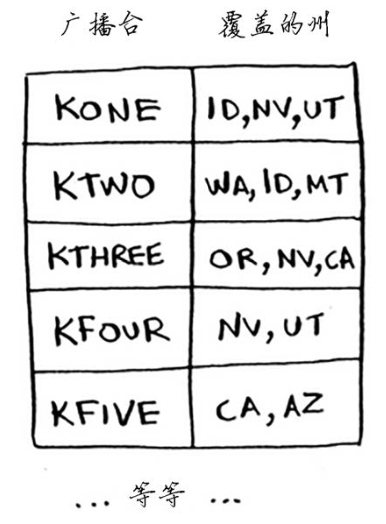 广播台 覆盖的州
KONE ID,NV,UT
KTWO WA,ID,MT
KTHREE OR,NV,CA
KFOUR NV,UT
KFIVE CA,AZ
... 等等 ...